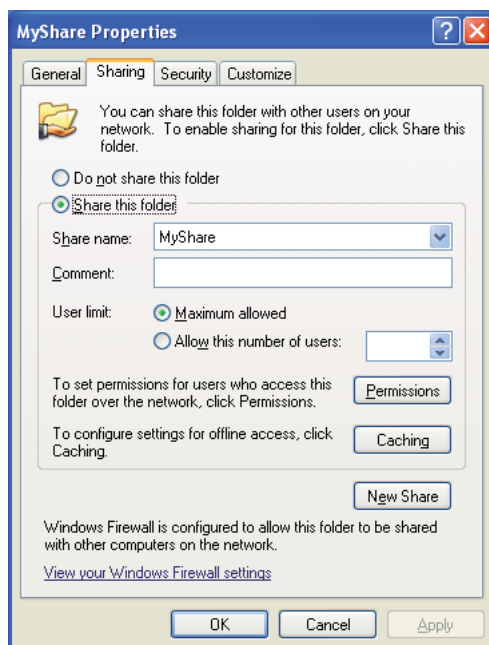 MyShare Properties
General Sharing Security Customize
You can share this folder with other users on your
network. To enable sharing for this folder, click Share this
folder.
Do not share this folder
Share this folder
Share name: MyShare
Comment:
User limit: Maximum allowed
Allow this number of users:
To set permissions for users who access this
folder over the network, click Permissions.
Permissions
To configure settings for offline access, click
Caching.
Caching
New Share
Windows Firewall is configured to allow this folder to be shared
with other computers on the network.
View your Windows Firewall settings
OK Cancel Apply